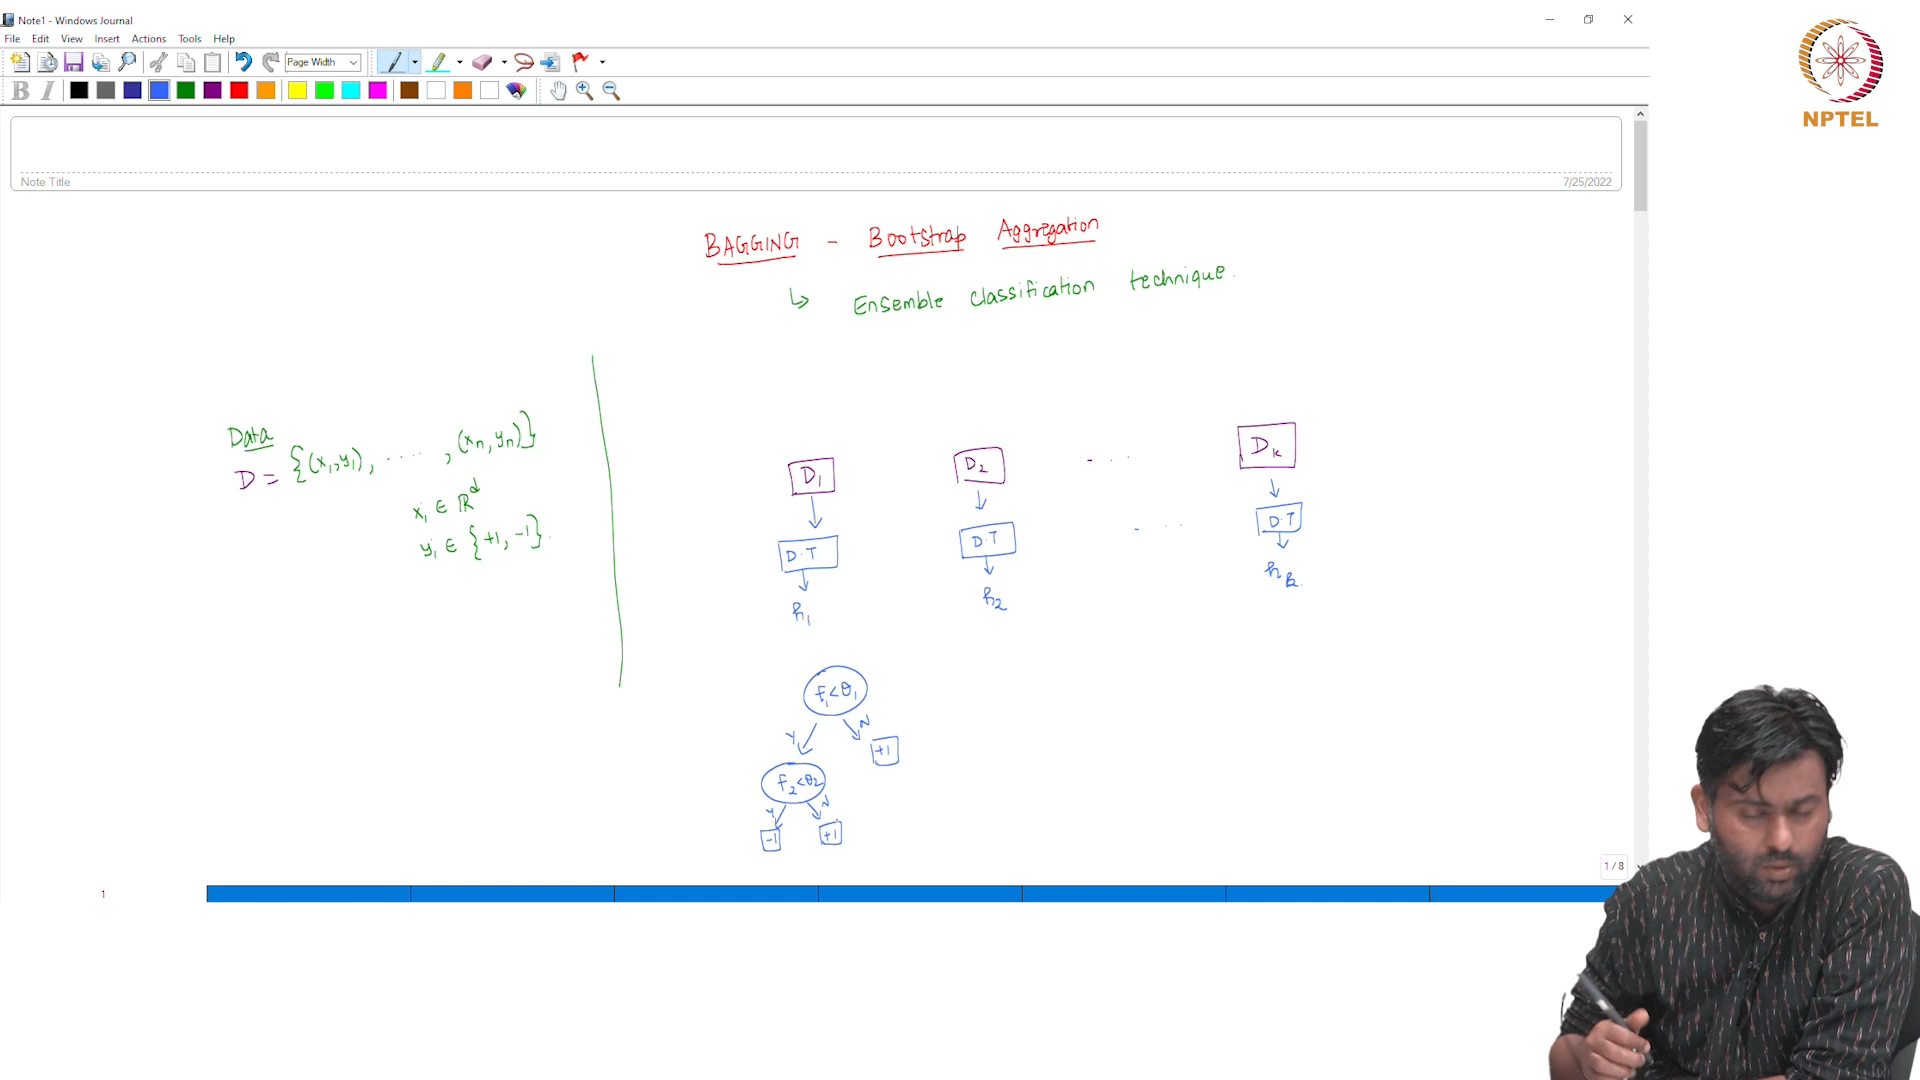 Note1 - Windows Journal
File Edit View Insert Actions Tools Help
Page Width
B I
NPTEL
Note Title
7/25/2022
BAGGING - Bootstrap Aggregation
↳ Ensemble classification technique.
Data
D = {(x₁,y₁), ..... , (xₙ,yₙ)}
xᵢ ∈ ℝᵈ
yᵢ ∈ {+1, -1}.
D₁ D₂ - ... Dₖ
D.T D.T - ... D.T
h₁ h₂ hₖ.
f₁<θ₁
Y N
+1
f₂<θ₂
Y N
-1 +1
1 / 8
1